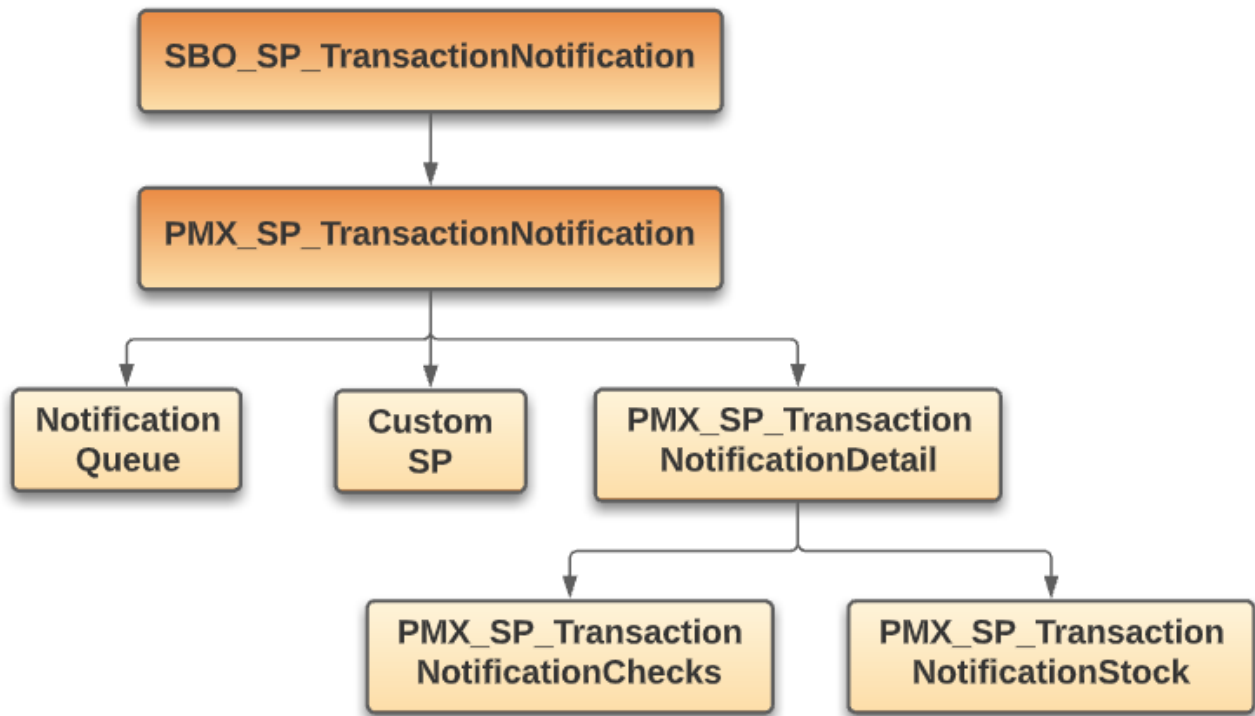 SBO_SP_TransactionNotification
PMX_SP_TransactionNotification
Notification
Queue
Custom
SP
PMX_SP_Transaction
NotificationDetail
PMX_SP_Transaction
NotificationChecks
PMX_SP_Transaction
NotificationStock